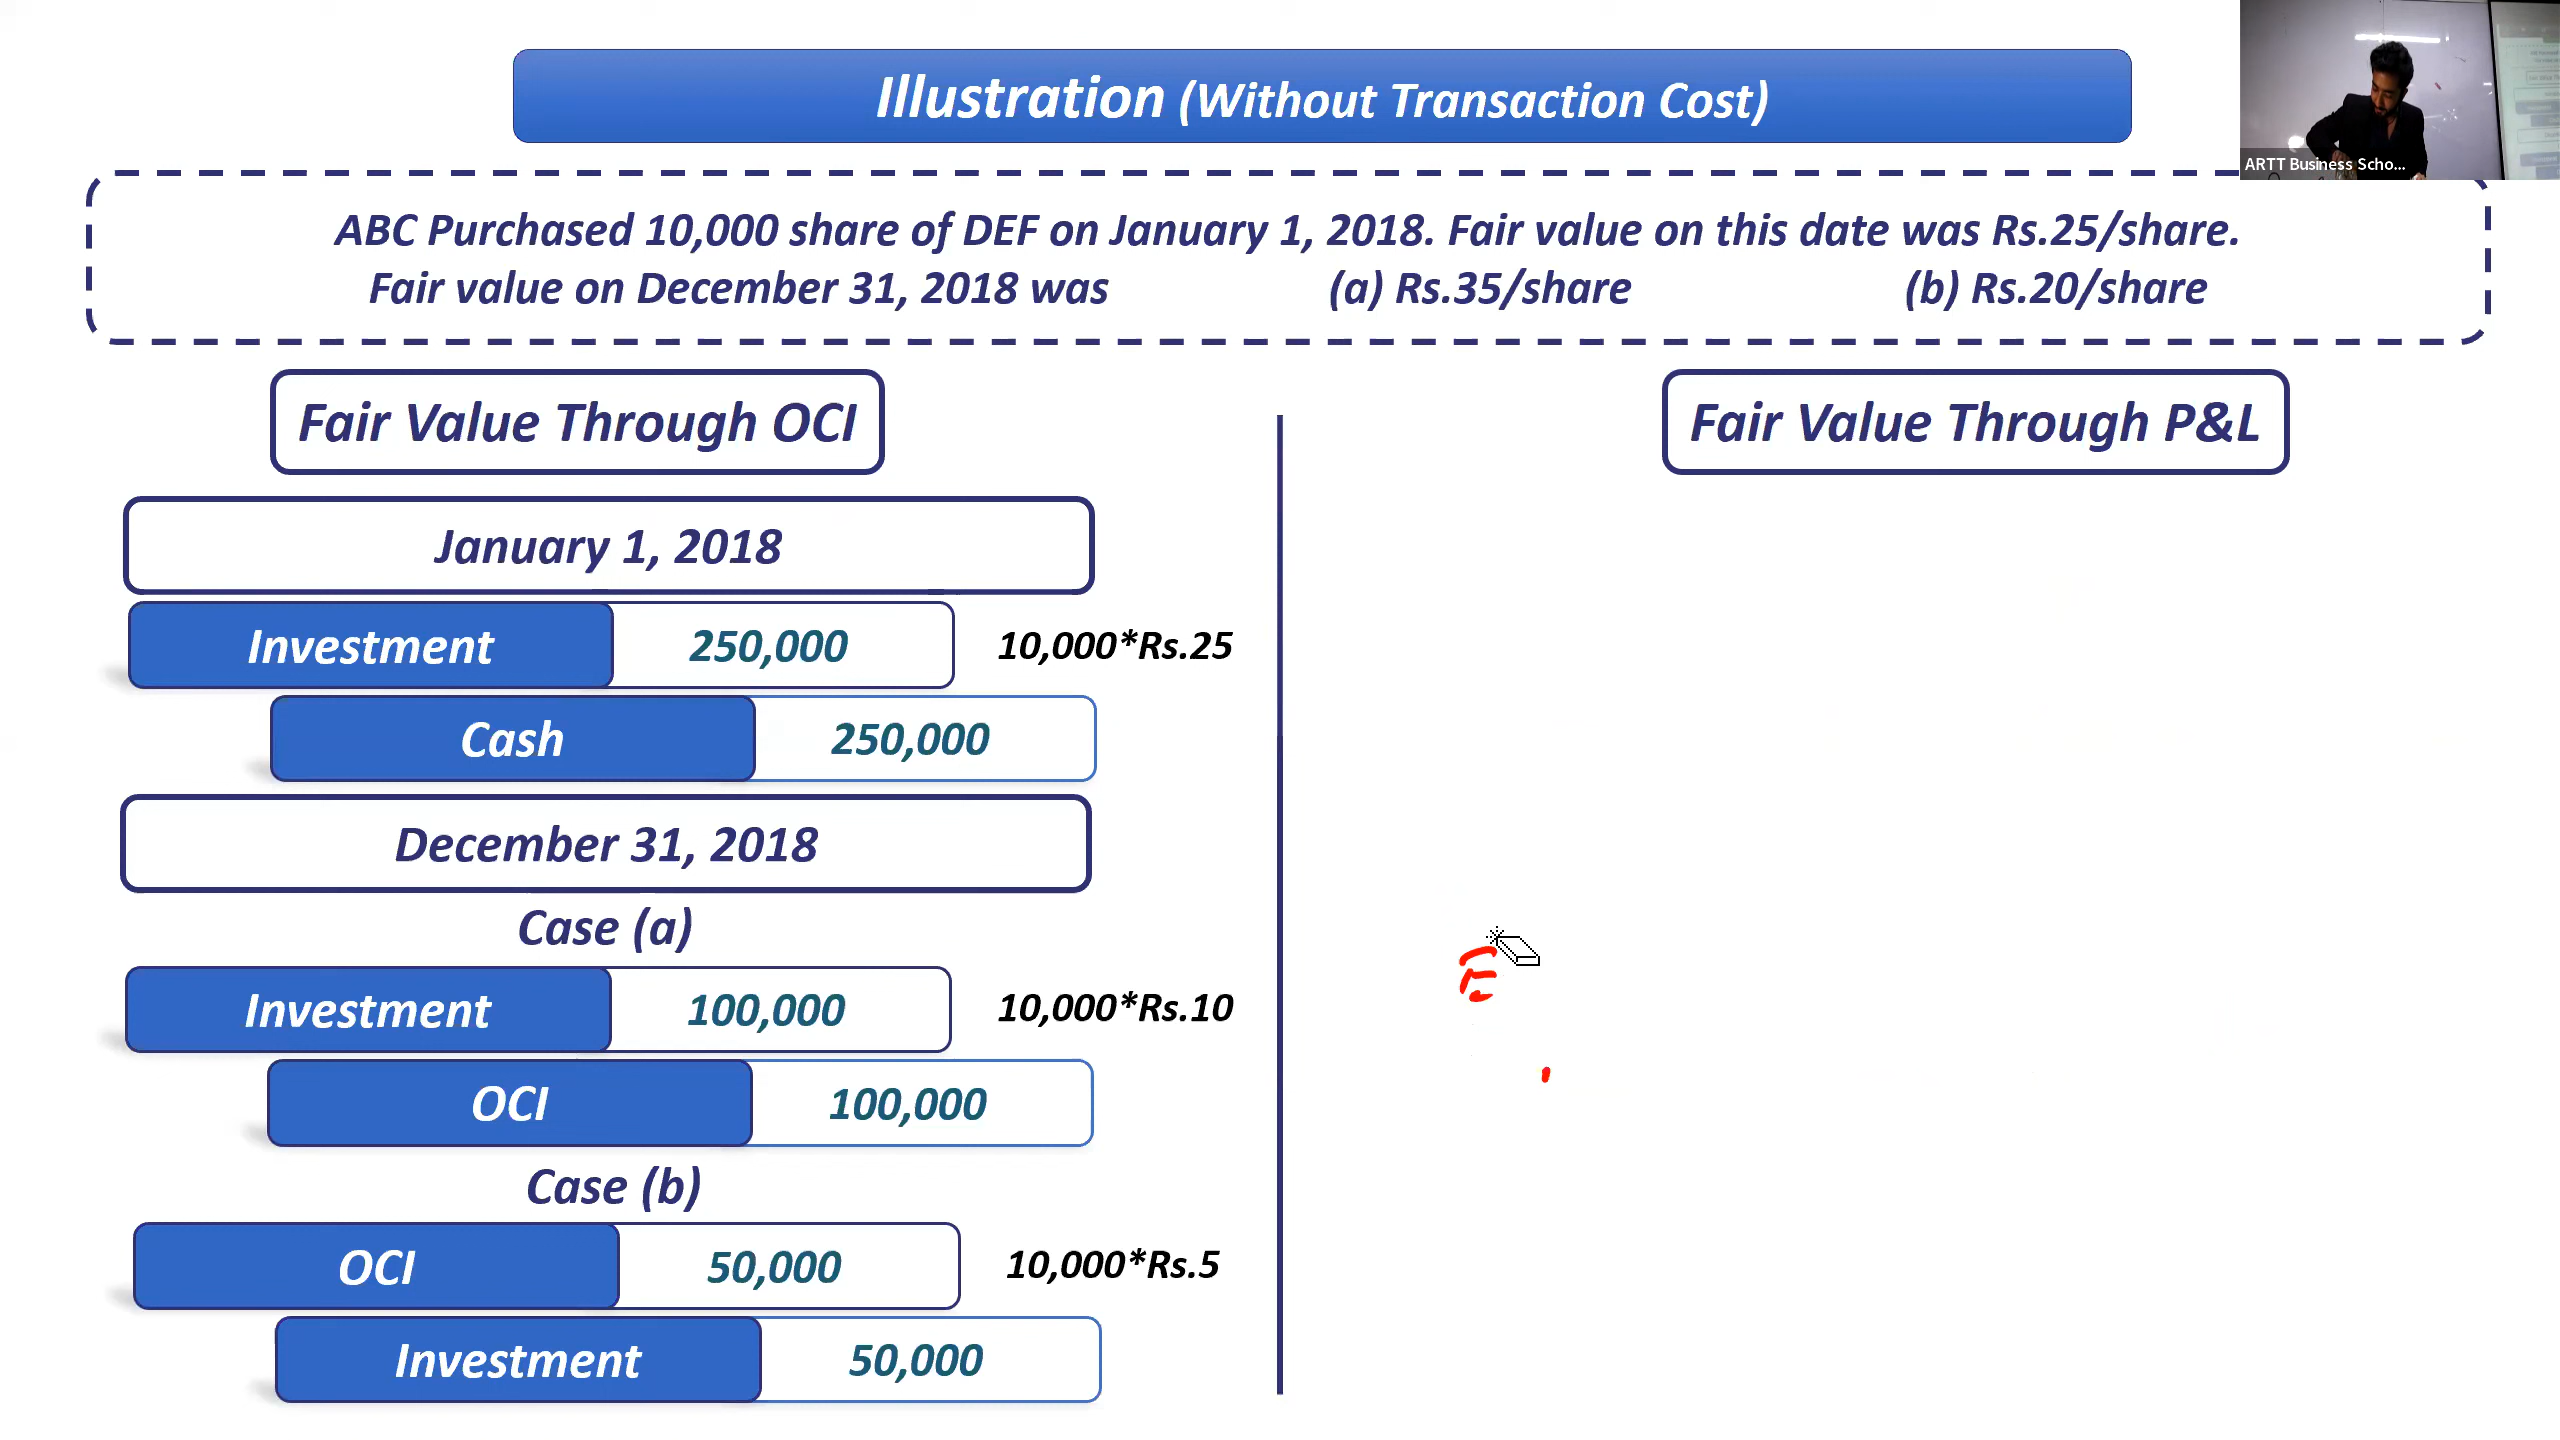 Illustration (Without Transaction Cost)
ARTT Business Scho...
ABC Purchased 10,000 share of DEF on January 1, 2018. Fair value on this date was Rs.25/share.
Fair value on December 31, 2018 was (a) Rs.35/share (b) Rs.20/share
Fair Value Through OCI
January 1, 2018
Investment 250,000 10,000*Rs.25
Cash 250,000
December 31, 2018
Case (a)
Investment 100,000 10,000*Rs.10
OCI 100,000
Case (b)
OCI 50,000 10,000*Rs.5
Investment 50,000
Fair Value Through P&L